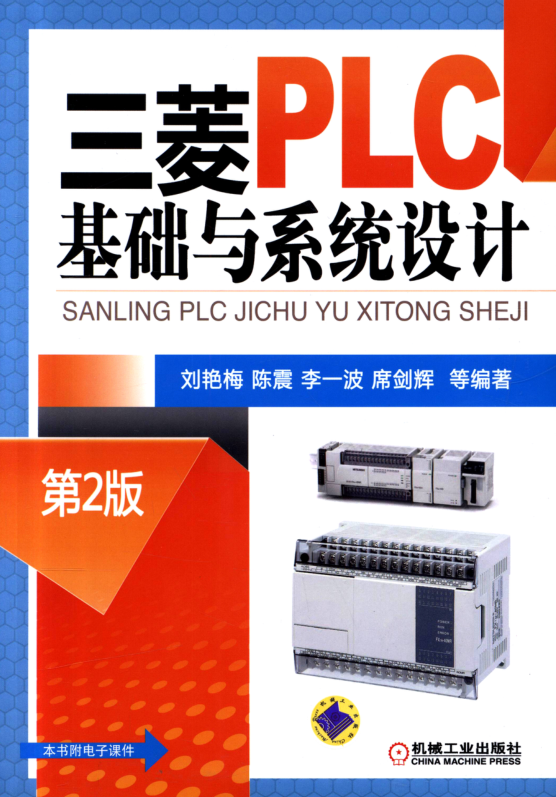 三菱PLC
基础与系统设计
SANLING PLC JICHU YU XITONG SHEJI
刘艳梅 陈震 李一波 席剑辉 等编著
第2版
本书附电子课件
机械工业出版社
CHINA MACHINE PRESS